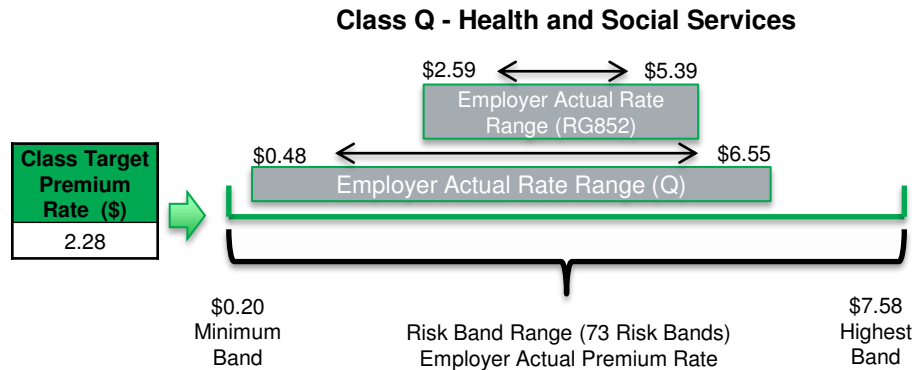 Class Q - Health and Social Services
$2.59 $5.39
Employer Actual Rate
Range (RG852)
$0.48 $6.55
Employer Actual Rate Range (Q)
Class Target
Premium
Rate ($)
2.28
$0.20
Minimum
Band
Risk Band Range (73 Risk Bands)
Employer Actual Premium Rate
$7.58
Highest
Band